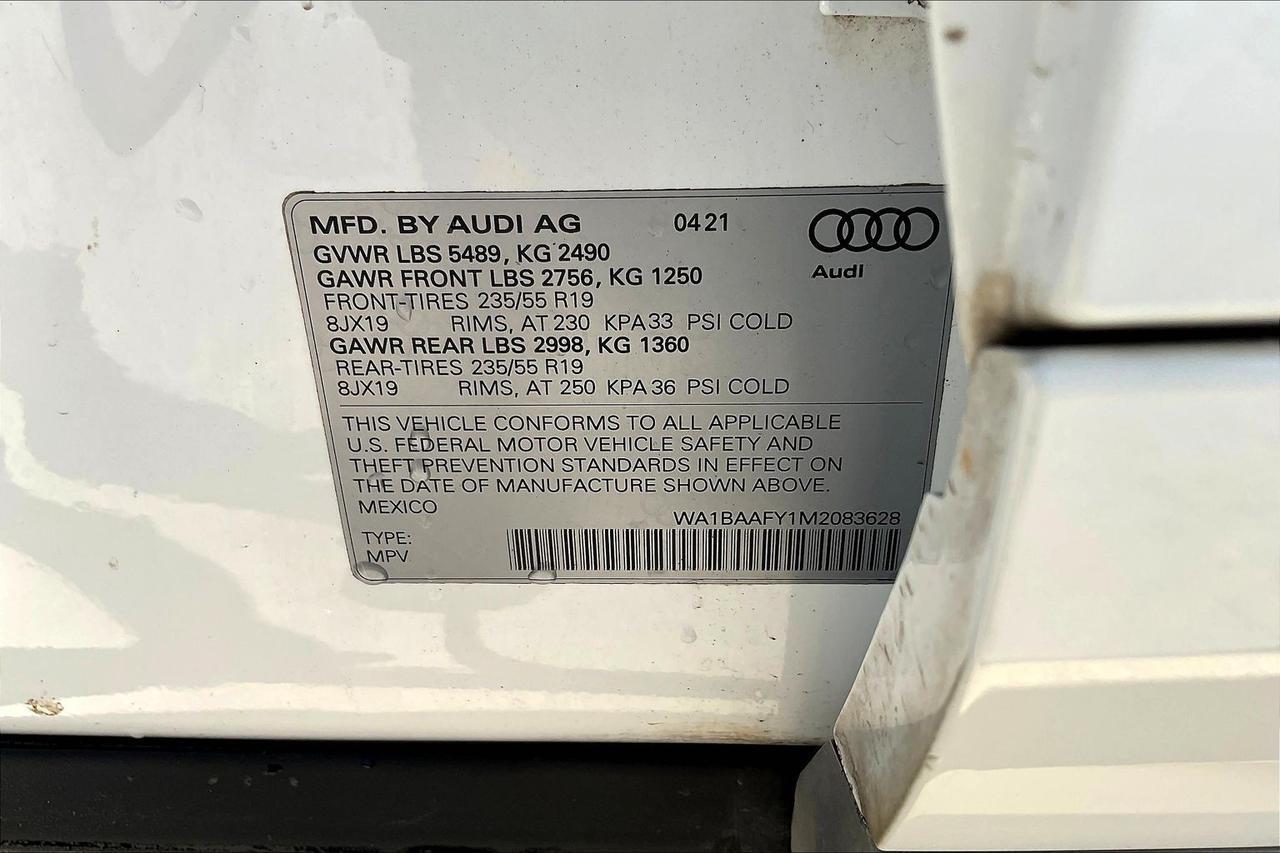 MFD. BY AUDI AG 04 21
GVWR LBS 5489, KG 2490
GAWR FRONT LBS 2756, KG 1250
Audi
FRONT-TIRES 235/55 R19
8JX19 RIMS, AT 230 KPA 33 PSI COLD
GAWR REAR LBS 2998, KG 1360
REAR-TIRES 235/55 R19
8JX19 RIMS, AT 250 KPA 36 PSI COLD
THIS VEHICLE CONFORMS TO ALL APPLICABLE
U.S. FEDERAL MOTOR VEHICLE SAFETY AND
THEFT PREVENTION STANDARDS IN EFFECT ON
THE DATE OF MANUFACTURE SHOWN ABOVE.
MEXICO
WA1BAAFY1M2083628
TYPE:
MPV